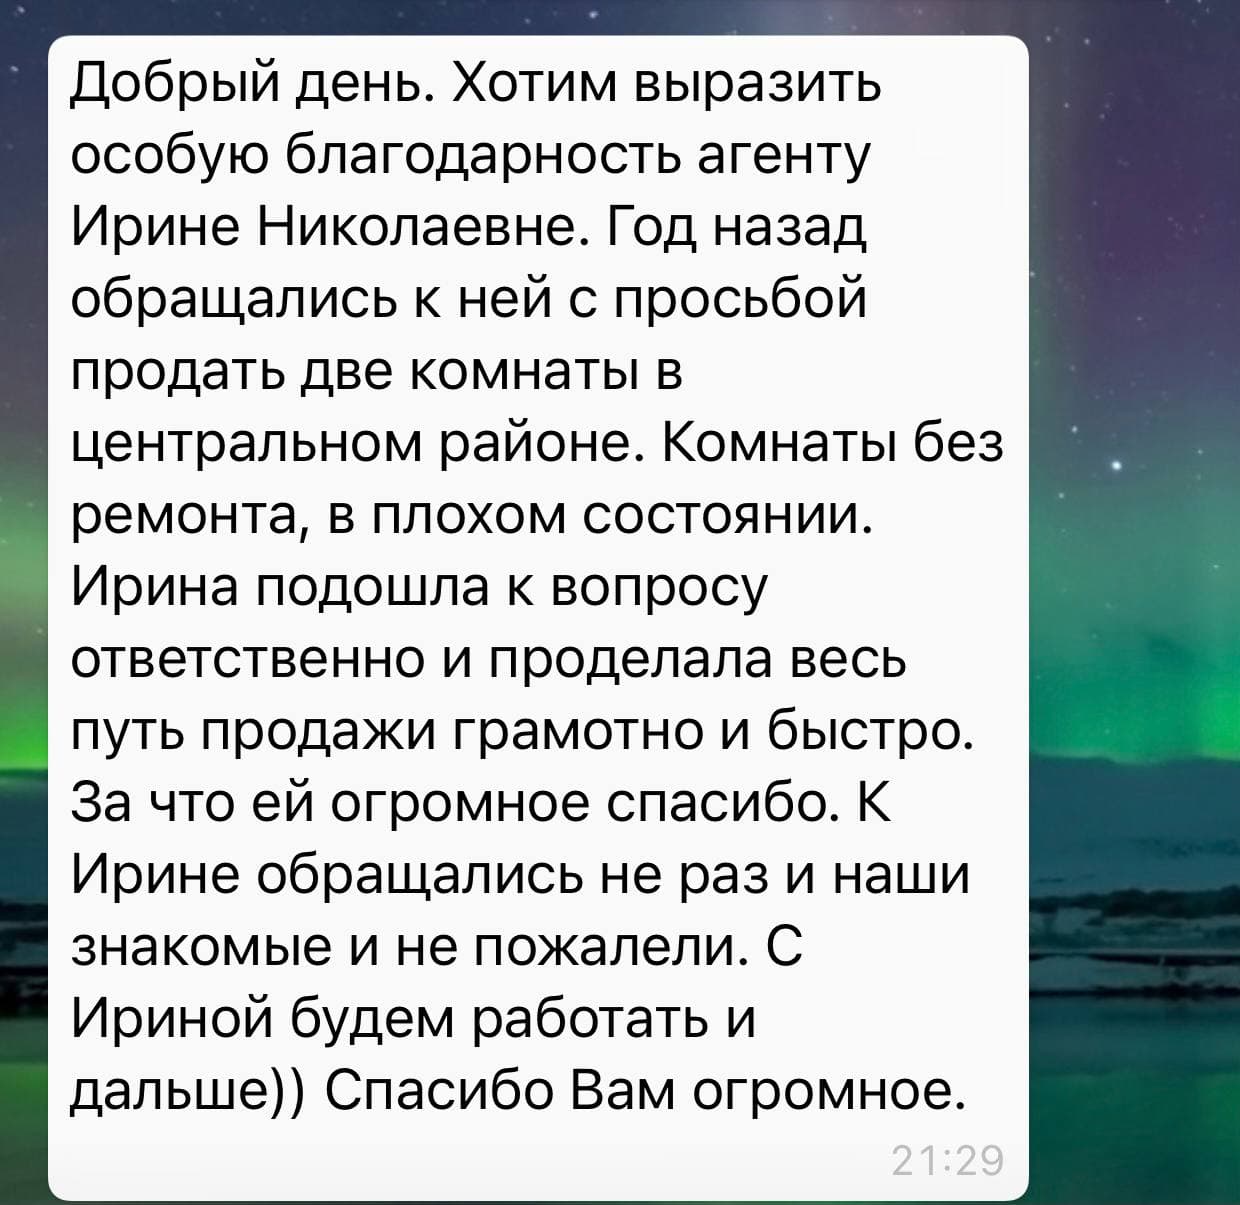 Добрый день. Хотим выразить
особую благодарность агенту
Ирине Николаевне. Год назад
обращались к ней с просьбой
продать две комнаты в
центральном районе. Комнаты без
ремонта, в плохом состоянии.
Ирина подошла к вопросу
ответственно и проделала весь
путь продажи грамотно и быстро.
За что ей огромное спасибо. К
Ирине обращались не раз и наши
знакомые и не пожалели. С
Ириной будем работать и
дальше)) Спасибо Вам огромное.
21:29